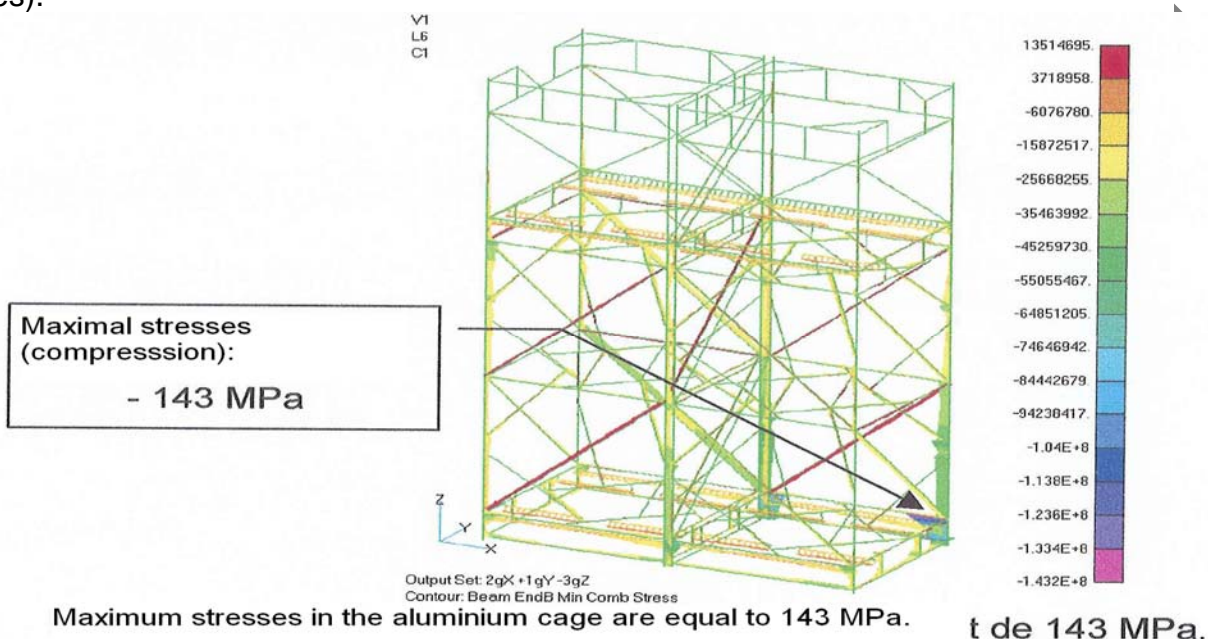 es).
V1
L6
C1
Maximal stresses
(compresssion):
- 143 MPa
13514695.
3718958.
-6076780.
-15872517.
-25668255.
-35463992.
-45259730.
-55055467.
-64851205.
-74646942.
-84442679.
-94238417.
-1.04E+8
-1.138E+8
-1.236E+8
-1.334E+8
-1.432E+8
Z
Y
X
Output Set: 2gX +1gY -3gZ
Contour: Beam EndB Min Comb Stress
Maximum stresses in the aluminium cage are equal to 143 MPa.
t de 143 MPa.